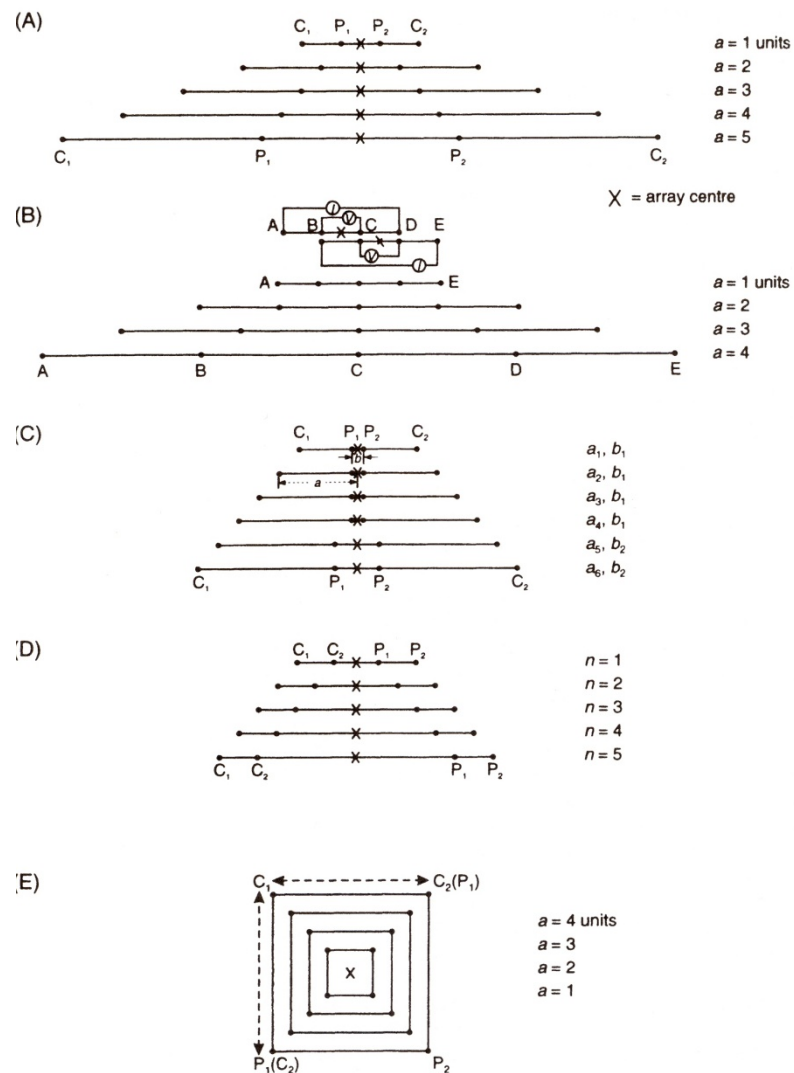 (A)
C₁ P₁ P₂ C₂
a = 1 units
a = 2
a = 3
a = 4
a = 5
C₁ P₁ P₂ C₂
X = array centre
(B)
I
V
A B C D E
V
I
A E a = 1 units
a = 2
a = 3
a = 4
A B C D E
(C)
C₁ P₁ P₂ C₂
a₁, b₁
b
a₂, b₁
a
a₃, b₁
a₄, b₁
a₅, b₂
a₆, b₂
C₁ P₁ P₂ C₂
(D)
C₁ C₂ P₁ P₂
n = 1
n = 2
n = 3
n = 4
n = 5
C₁ C₂ P₁ P₂
(E)
C₁ C₂(P₁)
a = 4 units
a = 3
a = 2
a = 1
X
P₁(C₂) P₂